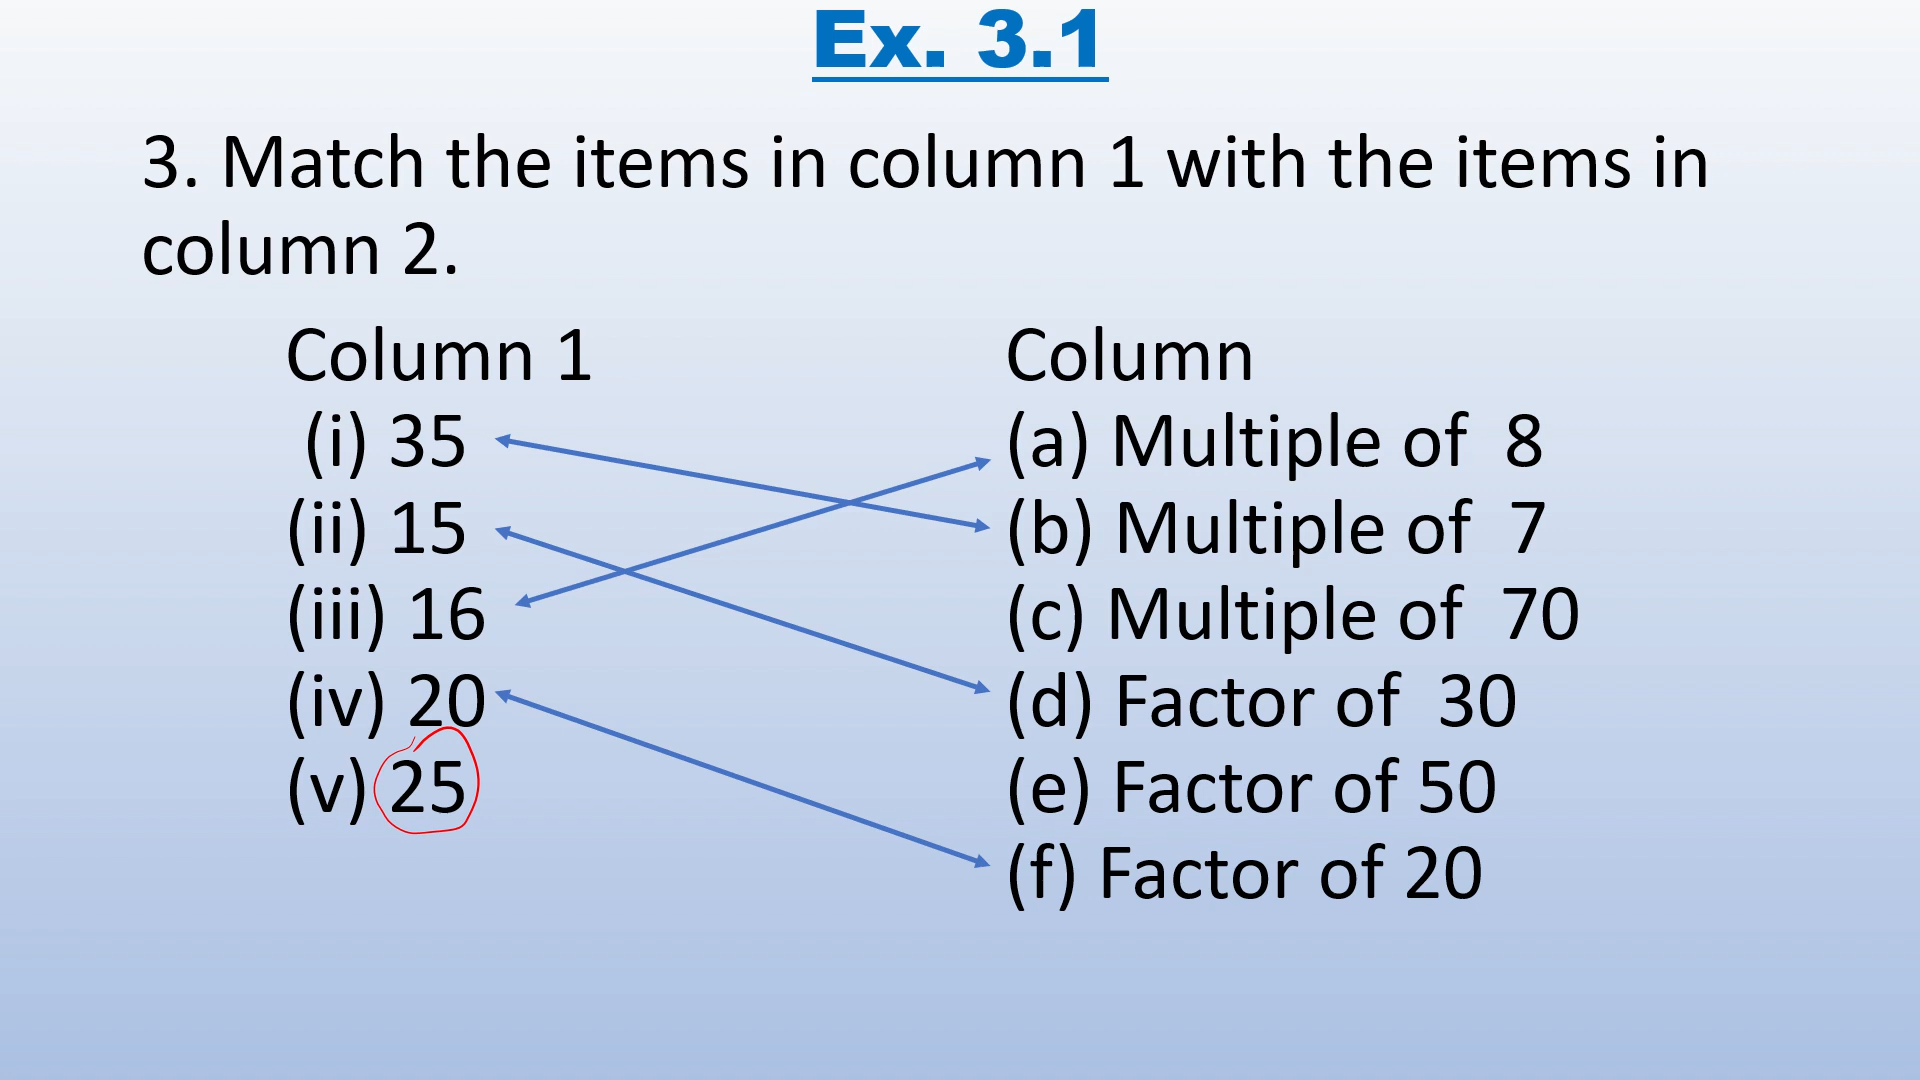 Ex. 3.1
3. Match the items in column 1 with the items in
column 2.
Column 1
(i) 35
(ii) 15
(iii) 16
(iv) 20
(v) 25
Column
(a) Multiple of 8
(b) Multiple of 7
(c) Multiple of 70
(d) Factor of 30
(e) Factor of 50
(f) Factor of 20